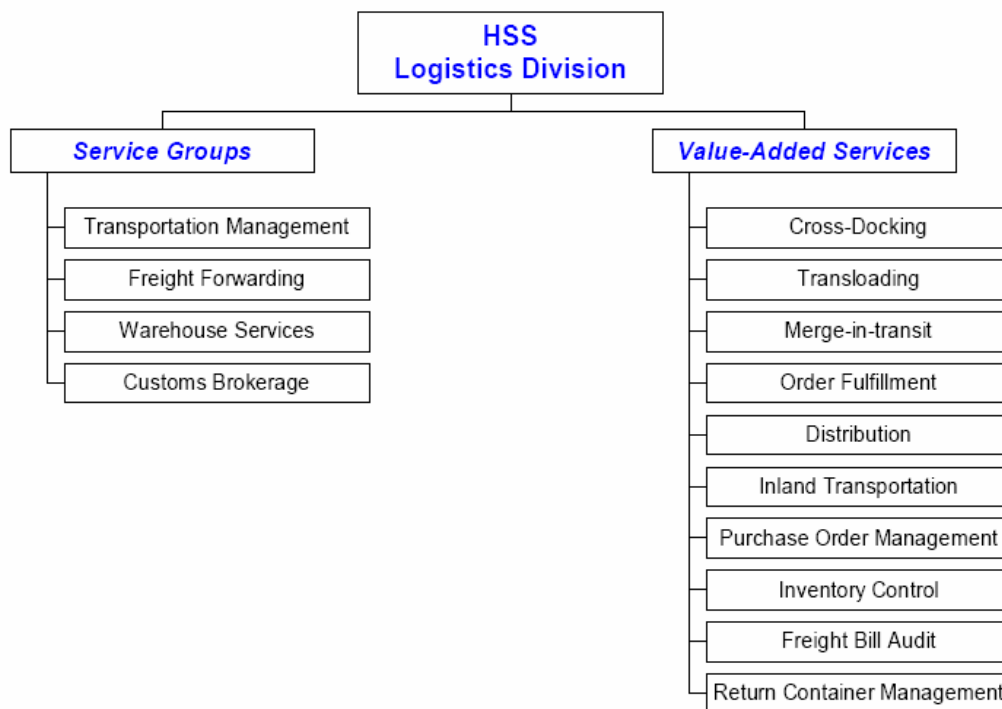 HSS
Logistics Division
Service Groups
Transportation Management
Freight Forwarding
Warehouse Services
Customs Brokerage
Value-Added Services
Cross-Docking
Transloading
Merge-in-transit
Order Fulfillment
Distribution
Inland Transportation
Purchase Order Management
Inventory Control
Freight Bill Audit
Return Container Management